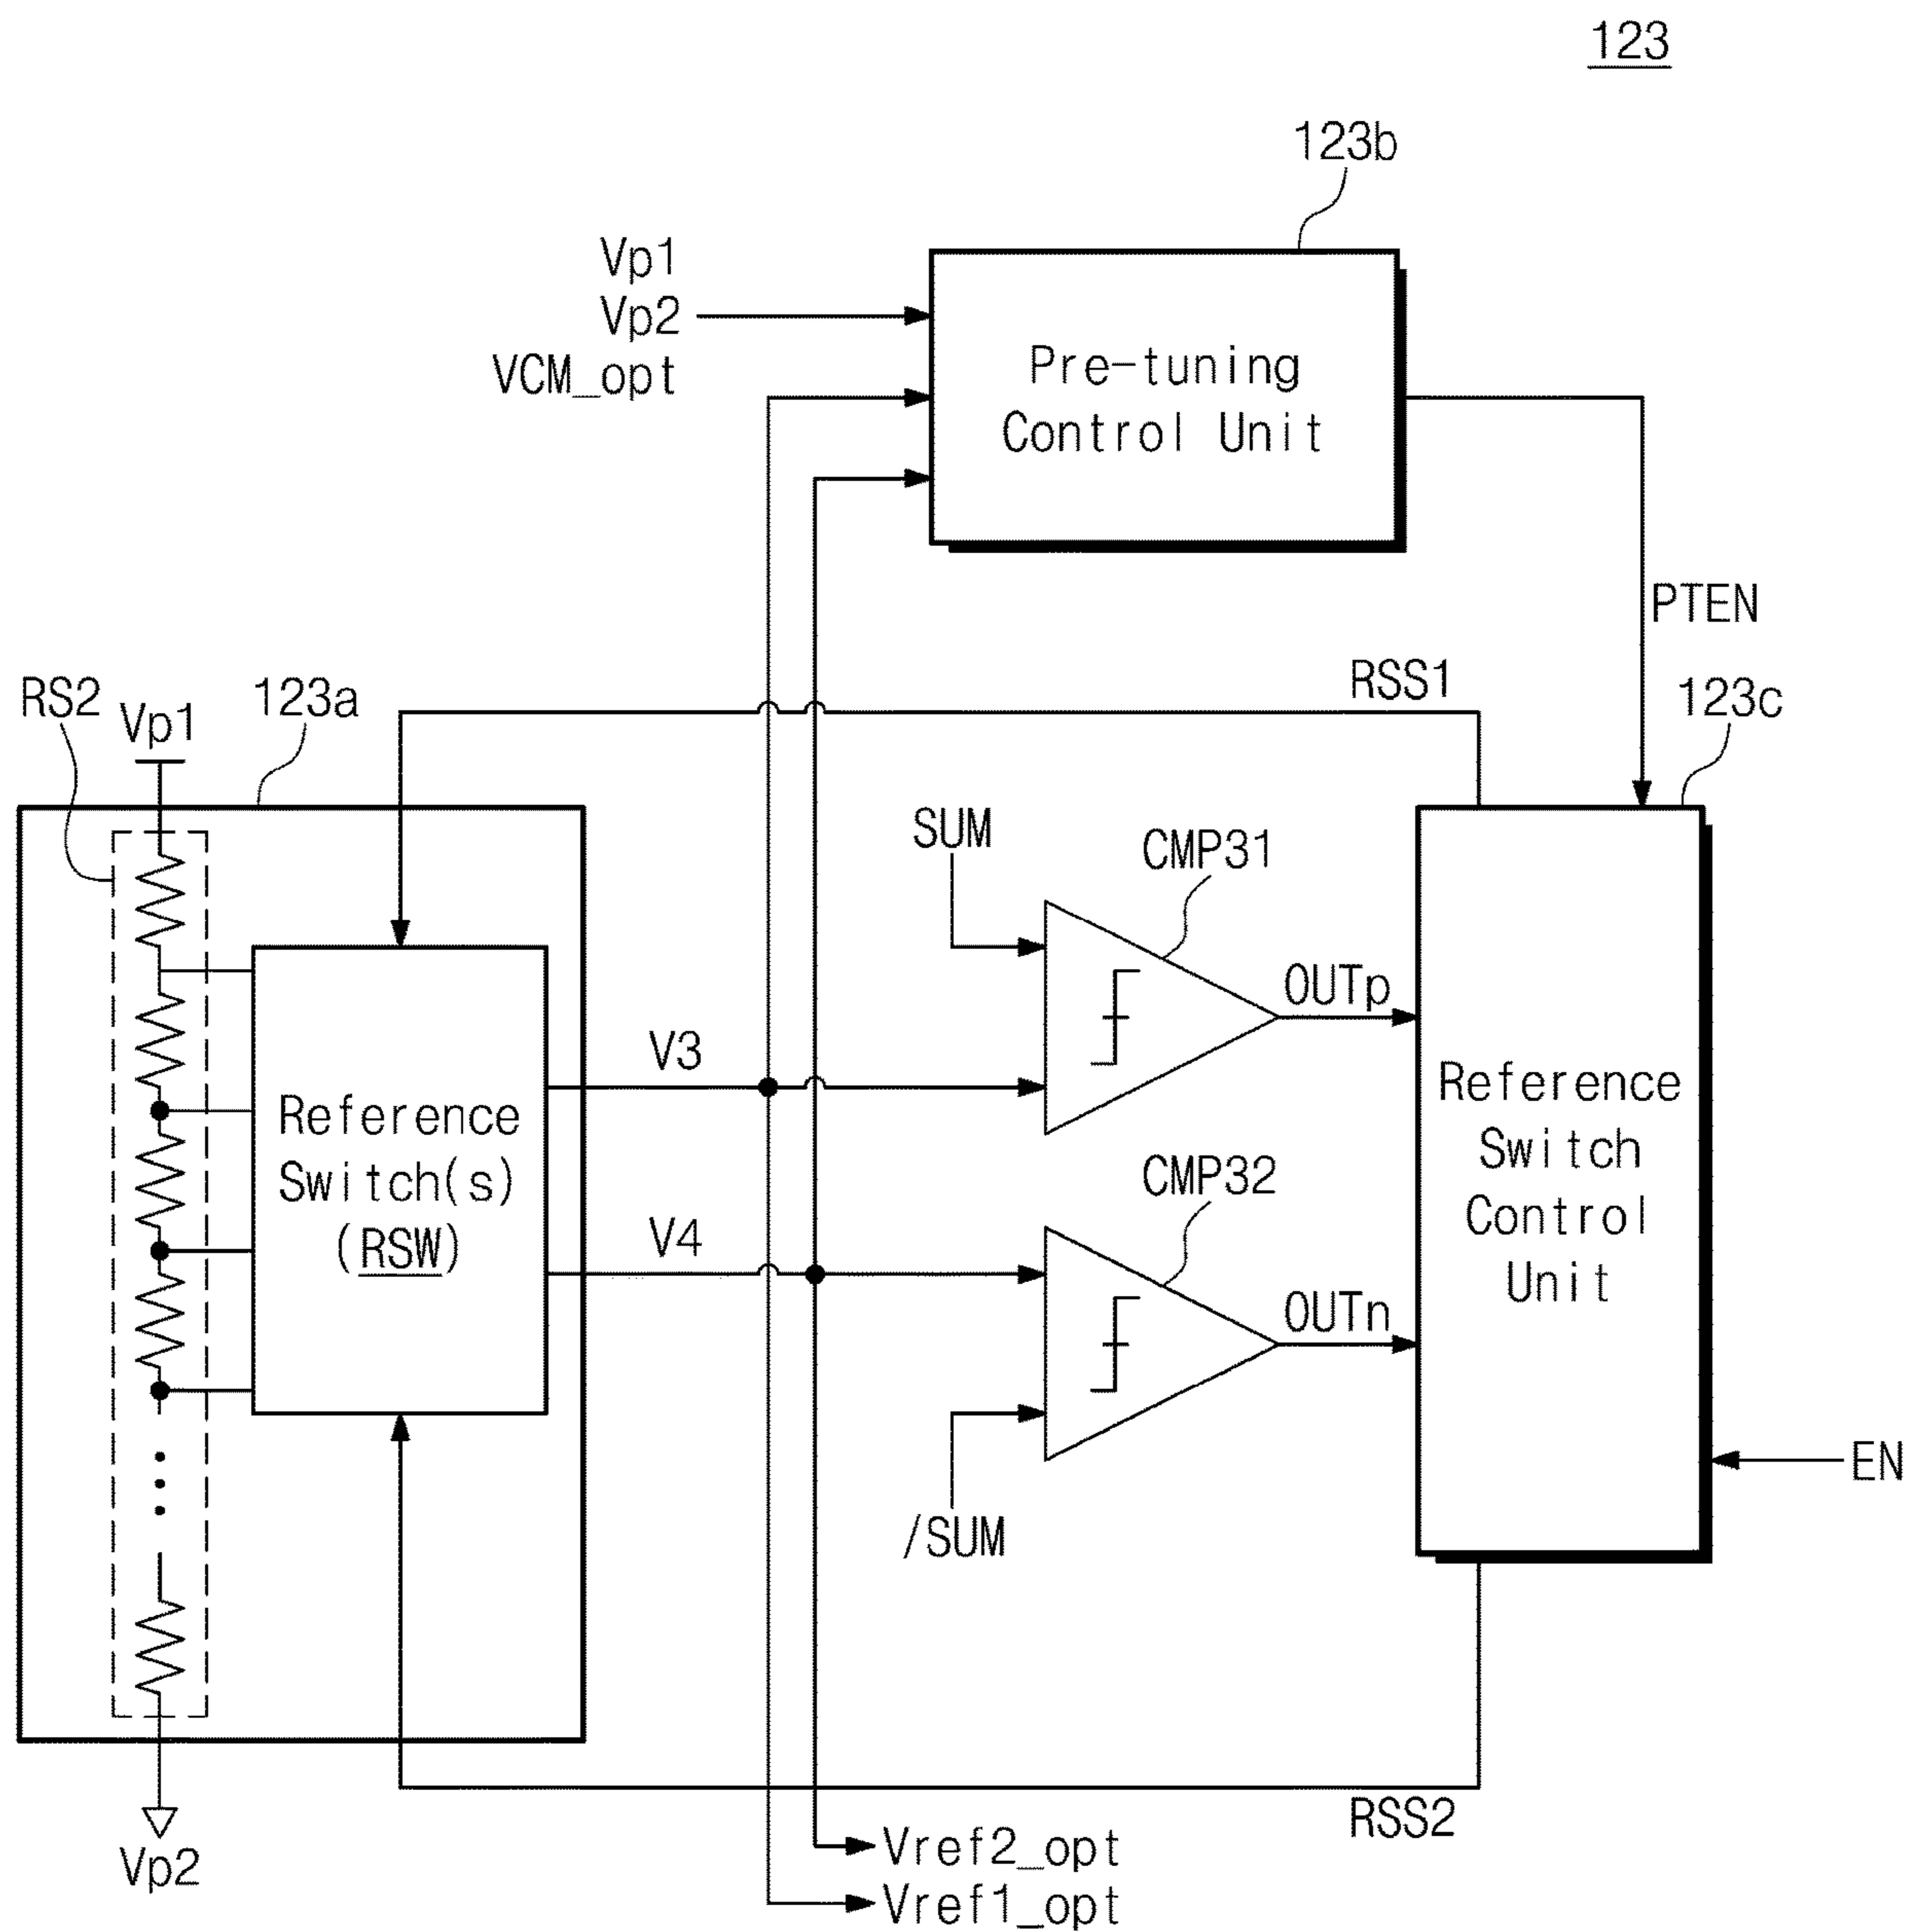 123
123b
Vp1
Vp2
VCM_opt
Pre-tuning
Control Unit
PTEN
RSS1
RS2
Vp1
123a
123c
SUM
CMP31
OUTp
V3
Reference
Switch(s)
(RSW)
Reference
Switch
Control
Unit
CMP32
V4
OUTn
EN
/SUM
RSS2
Vp2
Vref2_opt
Vref1_opt